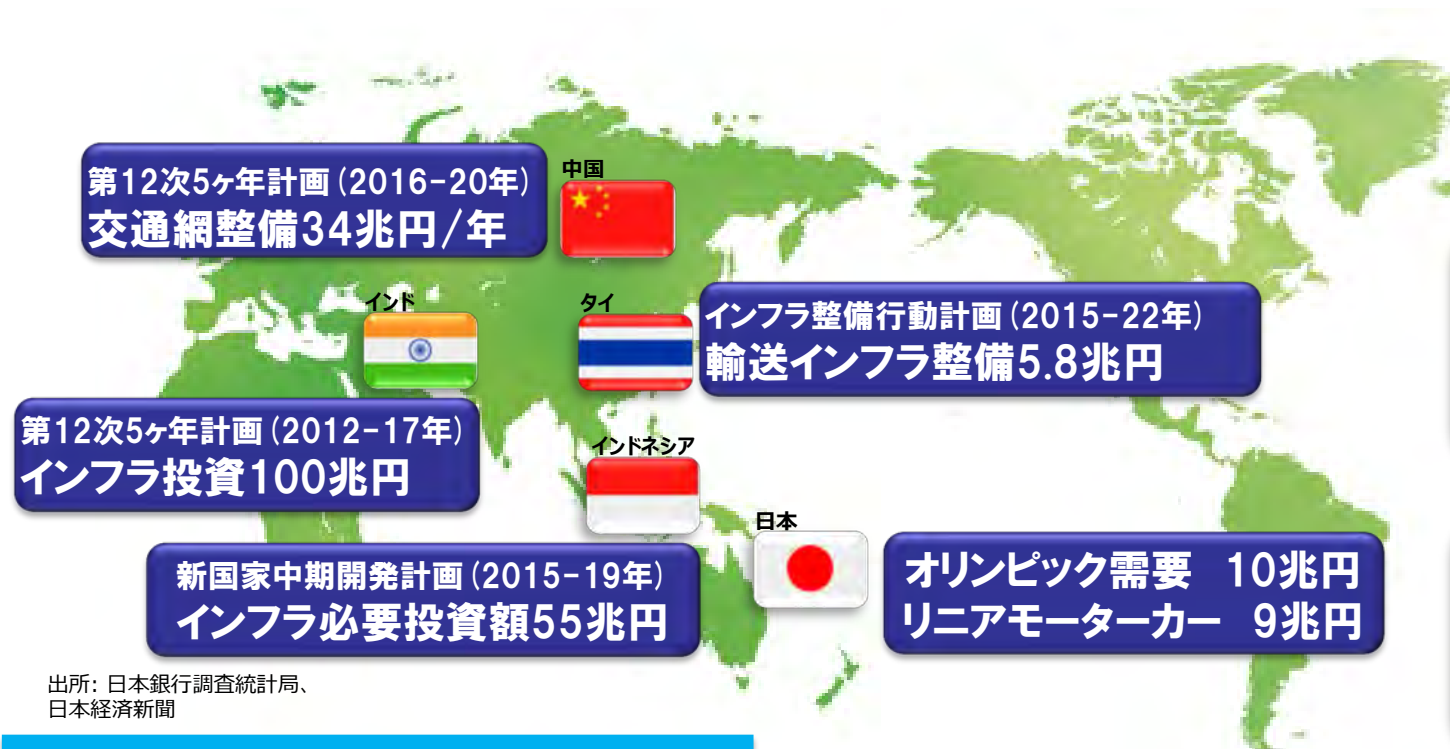 中国
第12次5ヶ年計画(2016-20年)
交通網整備34兆円/年
インド
第12次5ヶ年計画(2012-17年)
インフラ投資100兆円
タイ
インフラ整備行動計画(2015-22年)
輸送インフラ整備5.8兆円
インドネシア
新国家中期開発計画(2015-19年)
インフラ必要投資額55兆円
日本
オリンピック需要 10兆円
リニアモーターカー 9兆円
出所: 日本銀行調査統計局、
日本経済新聞